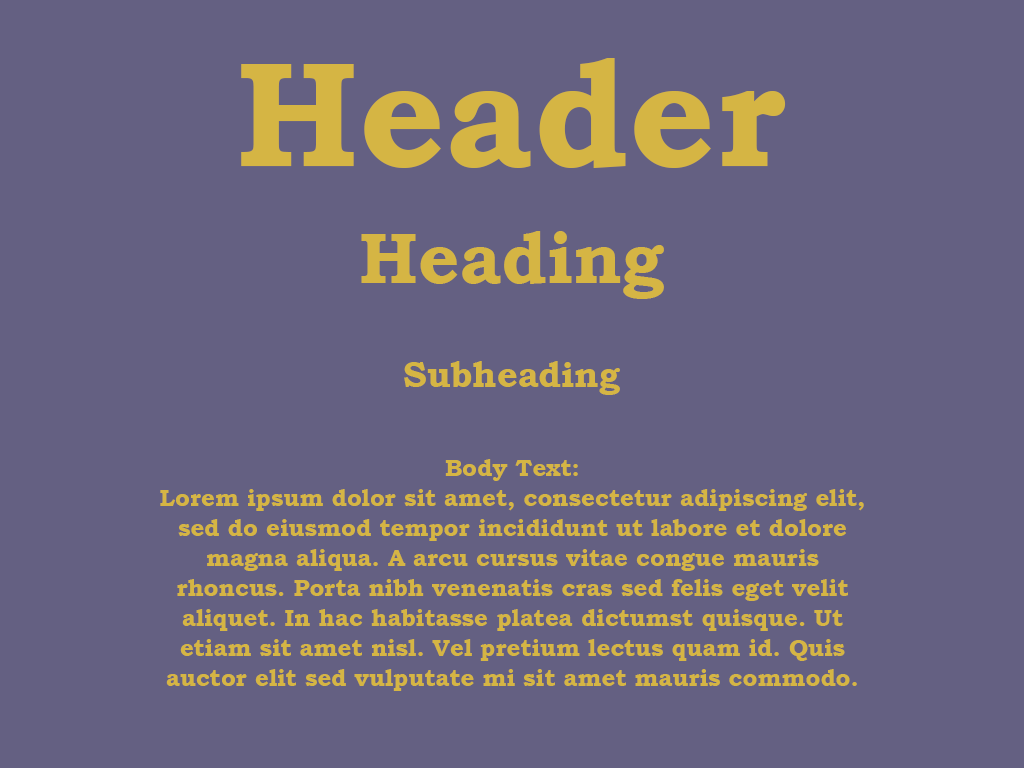 Header
Heading
Subheading
Body Text:
Lorem ipsum dolor sit amet, consectetur adipiscing elit,
sed do eiusmod tempor incididunt ut labore et dolore
magna aliqua. A arcu cursus vitae congue mauris
rhoncus. Porta nibh venenatis cras sed felis eget velit
aliquet. In hac habitasse platea dictumst quisque. Ut
etiam sit amet nisl. Vel pretium lectus quam id. Quis
auctor elit sed vulputate mi sit amet mauris commodo.